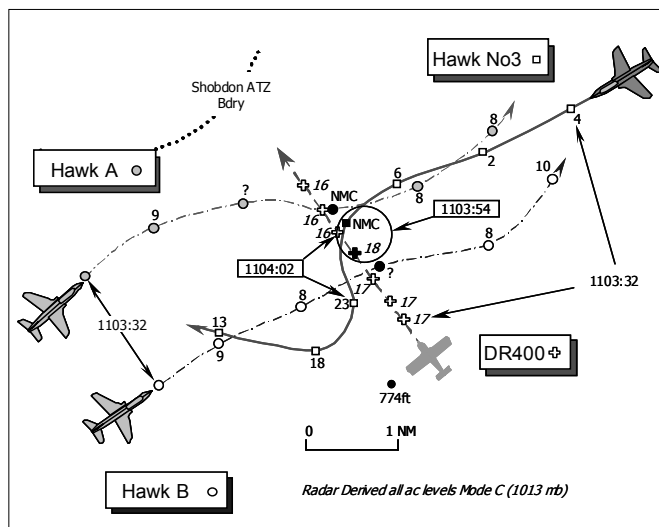 Hawk No3
Shobdon ATZ
Bdry
8
4
Hawk A
?
6
2
8
10
9
16
NMC
16
NMC
16
1103:54
18
8
1104:02
?
17
1103:32
8
17
23
17
1103:32
13
9
18
DR400
774ft
0
1 NM
Hawk B
Radar Derived all ac levels Mode C (1013 mb)